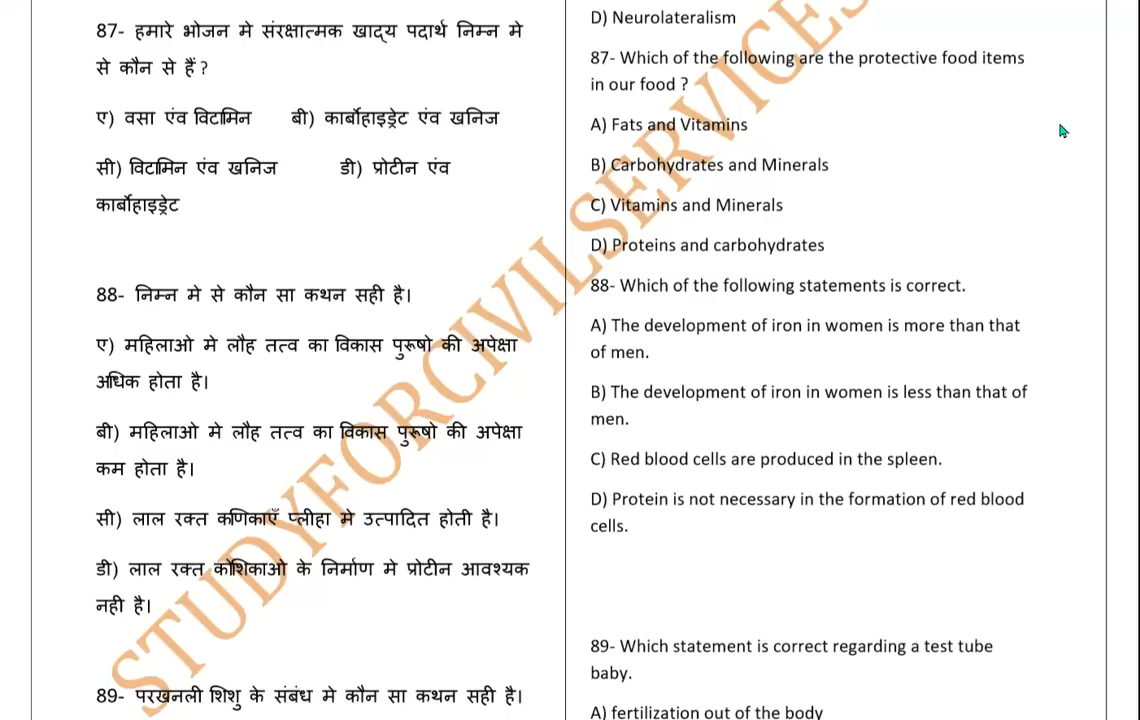 87- हमारे भोजन मे संरक्षात्मक खाद्य पदार्थ निम्न मे
से कौन से हैं ?
ए) वसा एंव विटामिन बी) कार्बोहाइड्रेट एंव खनिज
सी) विटामिन एंव खनिज डी) प्रोटीन एंव
कार्बोहाइड्रेट
88- निम्न मे से कौन सा कथन सही है।
ए) महिलाओ मे लौह तत्व का विकास पुरूषो की अपेक्षा
अधिक होता है।
बी) महिलाओ मे लौह तत्व का विकास पुरूषो की अपेक्षा
कम होता है।
सी) लाल रक्त कणिकाएँ प्लीहा मे उत्पादित होती है।
डी) लाल रक्त कोशिकाओ के निर्माण मे प्रोटीन आवश्यक
नही है।
89- परखनली शिशु के संबंध मे कौन सा कथन सही है।
D) Neurolateralism
87- Which of the following are the protective food items
in our food ?
A) Fats and Vitamins
B) Carbohydrates and Minerals
C) Vitamins and Minerals
D) Proteins and carbohydrates
88- Which of the following statements is correct.
A) The development of iron in women is more than that
of men.
B) The development of iron in women is less than that of
men.
C) Red blood cells are produced in the spleen.
D) Protein is not necessary in the formation of red blood
cells.
89- Which statement is correct regarding a test tube
baby.
A) fertilization out of the body
STUDYFORCIVILSERVICES